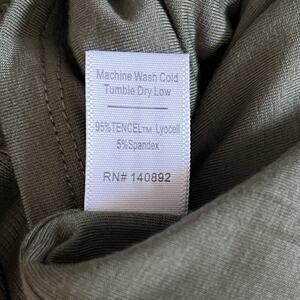 Machine Wash Cold
Tumble Dry Low
95%TENCEL™ Lyocell
5%Spandex
RN# 140892